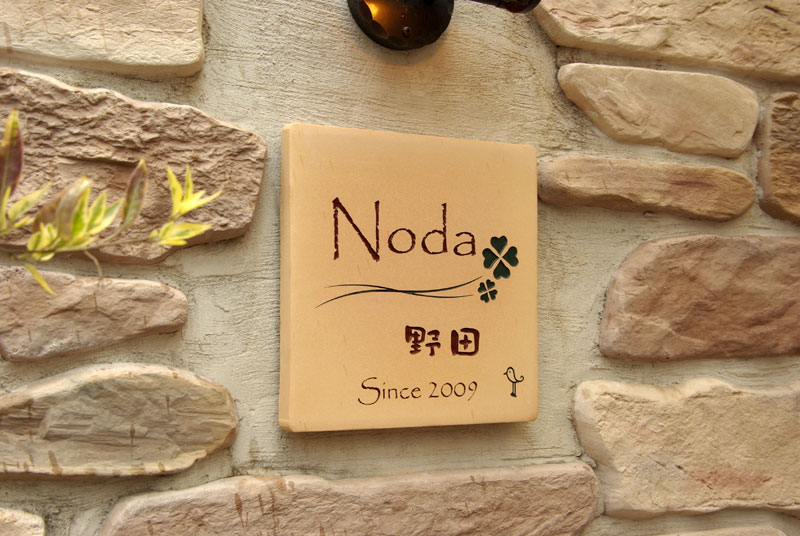 Noda
野田
Since 2009